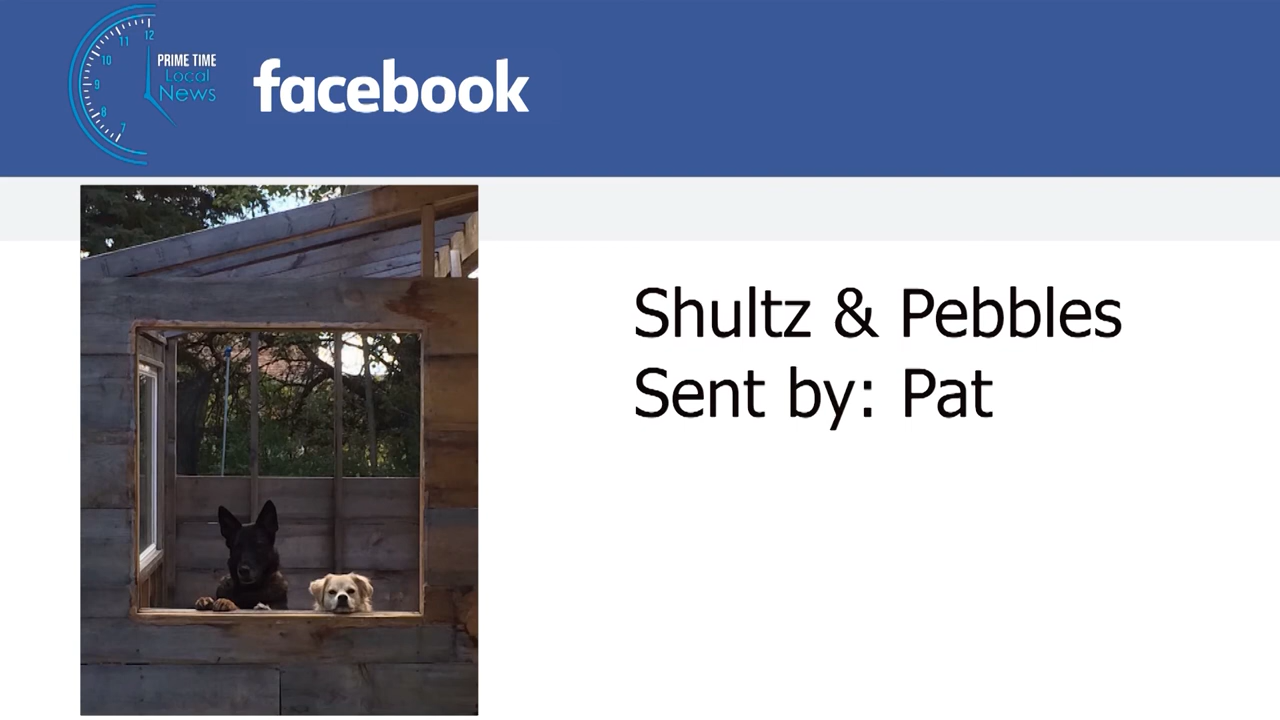 12
11
10
9
8
7
PRIME TIME
Local
News
facebook
Shultz & Pebbles
Sent by: Pat